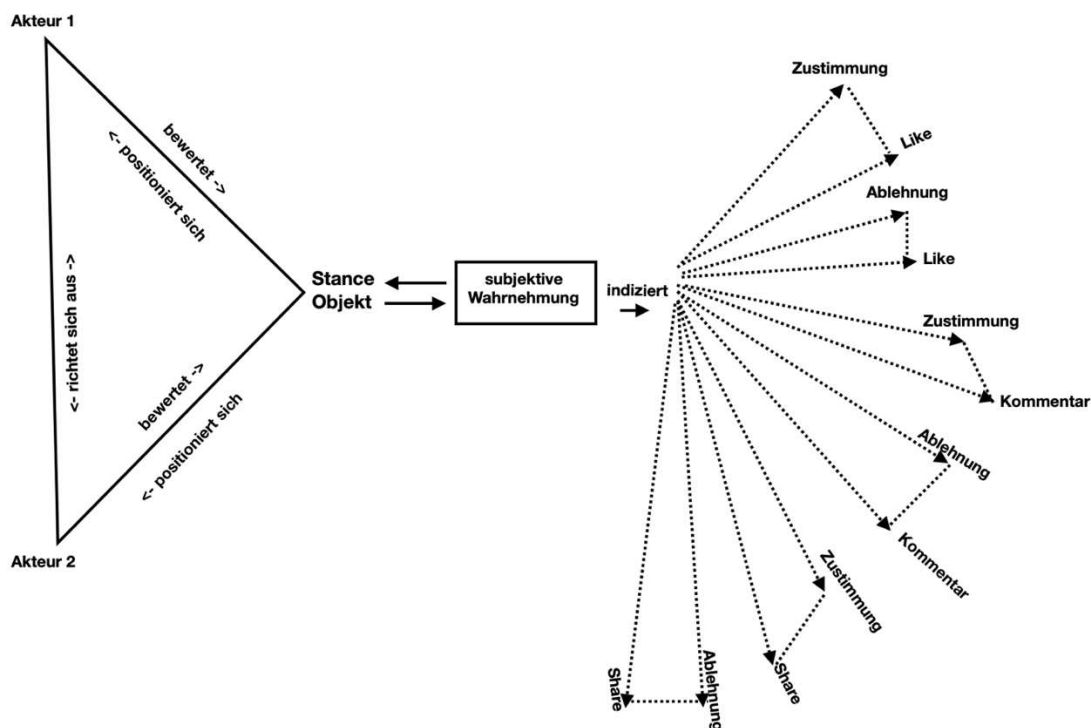 Akteur 1
bewertet ->
<- positioniert sich
<- richtet sich aus ->
Stance
Objekt
bewertet ->
<- positioniert sich
Akteur 2
subjektive
Wahrnehmung
indiziert
Zustimmung
Like
Ablehnung
Like
Zustimmung
Kommentar
Ablehnung
Kommentar
Zustimmung
Share
Ablehnung
Share